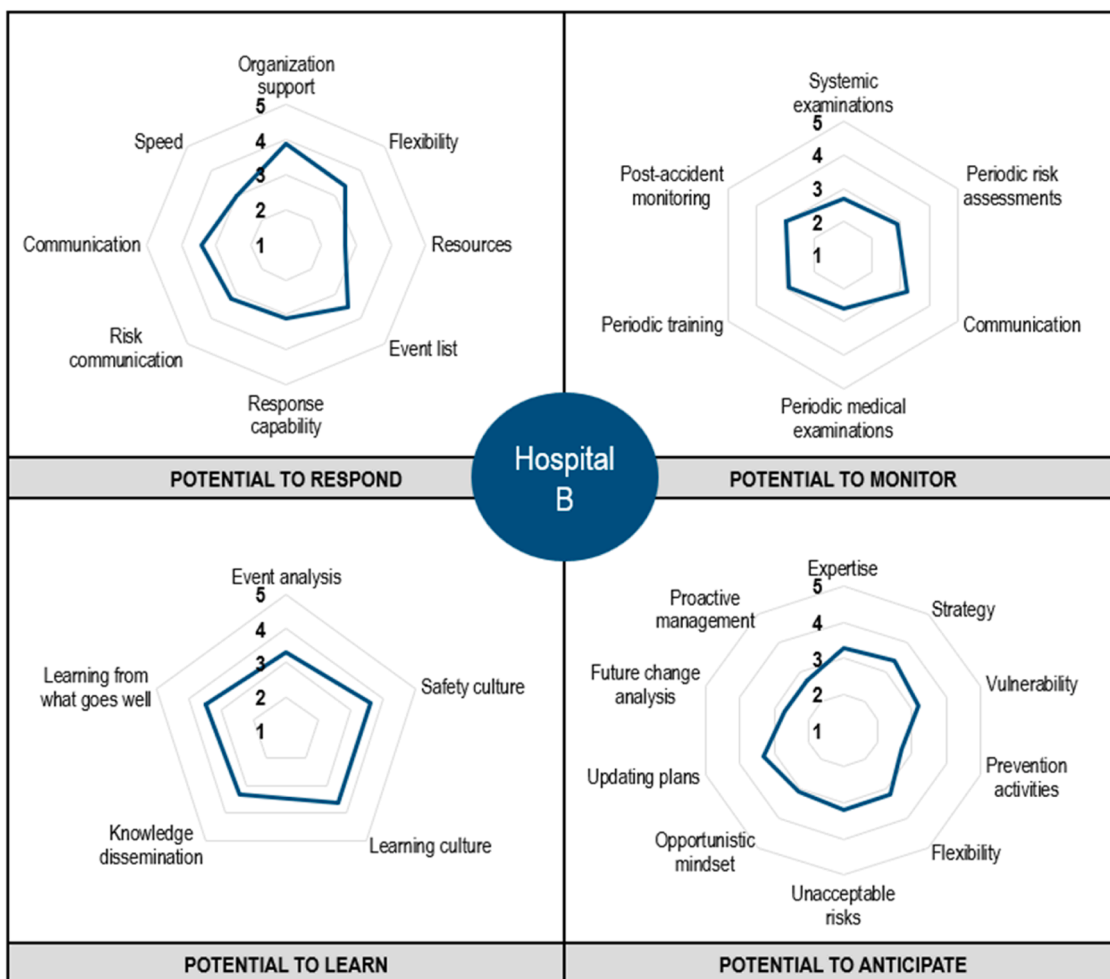 Organization
support
5
4
3
2
1
Speed
Flexibility
Communication
Resources
Risk
communication
Event list
Response
capability
POTENTIAL TO RESPOND
Systemic
examinations
5
4
3
2
1
Post-accident
monitoring
Periodic risk
assessments
Periodic training
Communication
Periodic medical
examinations
POTENTIAL TO MONITOR
Hospital
B
Event analysis
5
4
3
2
1
Learning from
what goes well
Safety culture
Knowledge
dissemination
Learning culture
POTENTIAL TO LEARN
Expertise
5
4
3
2
1
Proactive
management
Strategy
Future change
analysis
Vulnerability
Updating plans
Prevention
activities
Opportunistic
mindset
Flexibility
Unacceptable
risks
POTENTIAL TO ANTICIPATE